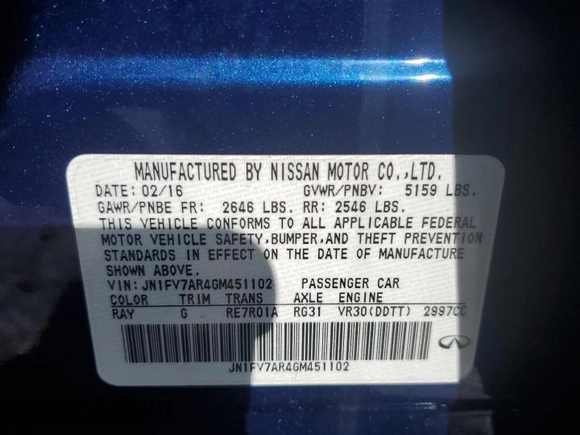 MANUFACTURED BY NISSAN MOTOR CO.,LTD.
DATE: 02/16 GVWR/PNBV: 5159 LBS.
GAWR/PNBE FR: 2646 LBS. RR: 2546 LBS.
THIS VEHICLE CONFORMS TO ALL APPLICABLE FEDERAL
MOTOR VEHICLE SAFETY,BUMPER,AND THEFT PREVENTION
STANDARDS IN EFFECT ON THE DATE OF MANUFACTURE
SHOWN ABOVE.
VIN: JN1FV7AR4GM451102 PASSENGER CAR
COLOR TRIM TRANS AXLE ENGINE
RAY G RE7R01A RG31 VR30(DDTT) 2997CC
JN1FV7AR4GM451102